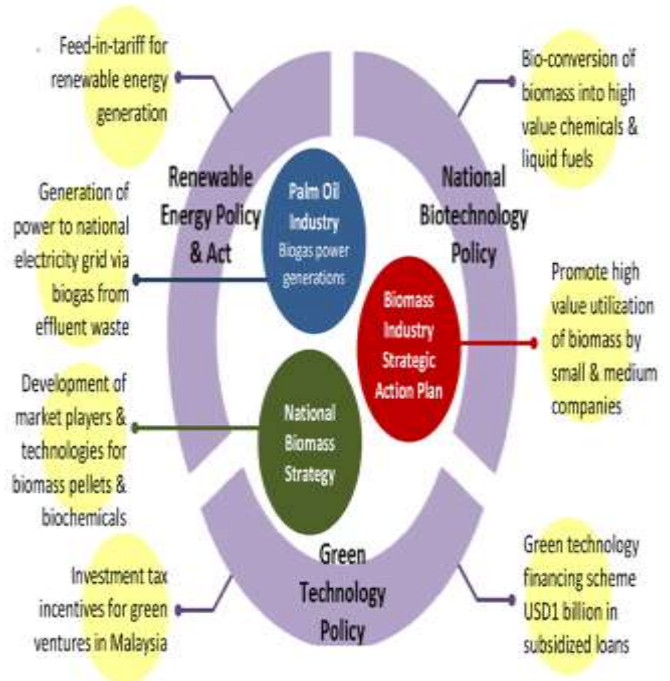 Feed-in-tariff for
renewable energy
generation
Bio-conversion of
biomass into high
value chemicals &
liquid fuels
Renewable
Energy Policy
& Act
Palm Oil
Industry
Biogas power
generations
National
Biotechnology
Policy
Generation of
power to national
electricity grid via
biogas from
effluent waste
Biomass
Industry
Strategic
Action Plan
Promote high
value utilization
of biomass by
small & medium
companies
Development of
market players &
technologies for
biomass pellets &
biochemicals
National
Biomass
Strategy
Investment tax
incentives for green
ventures in Malaysia
Green
Technology
Policy
Green technology
financing scheme
USD1 billion in
subsidized loans